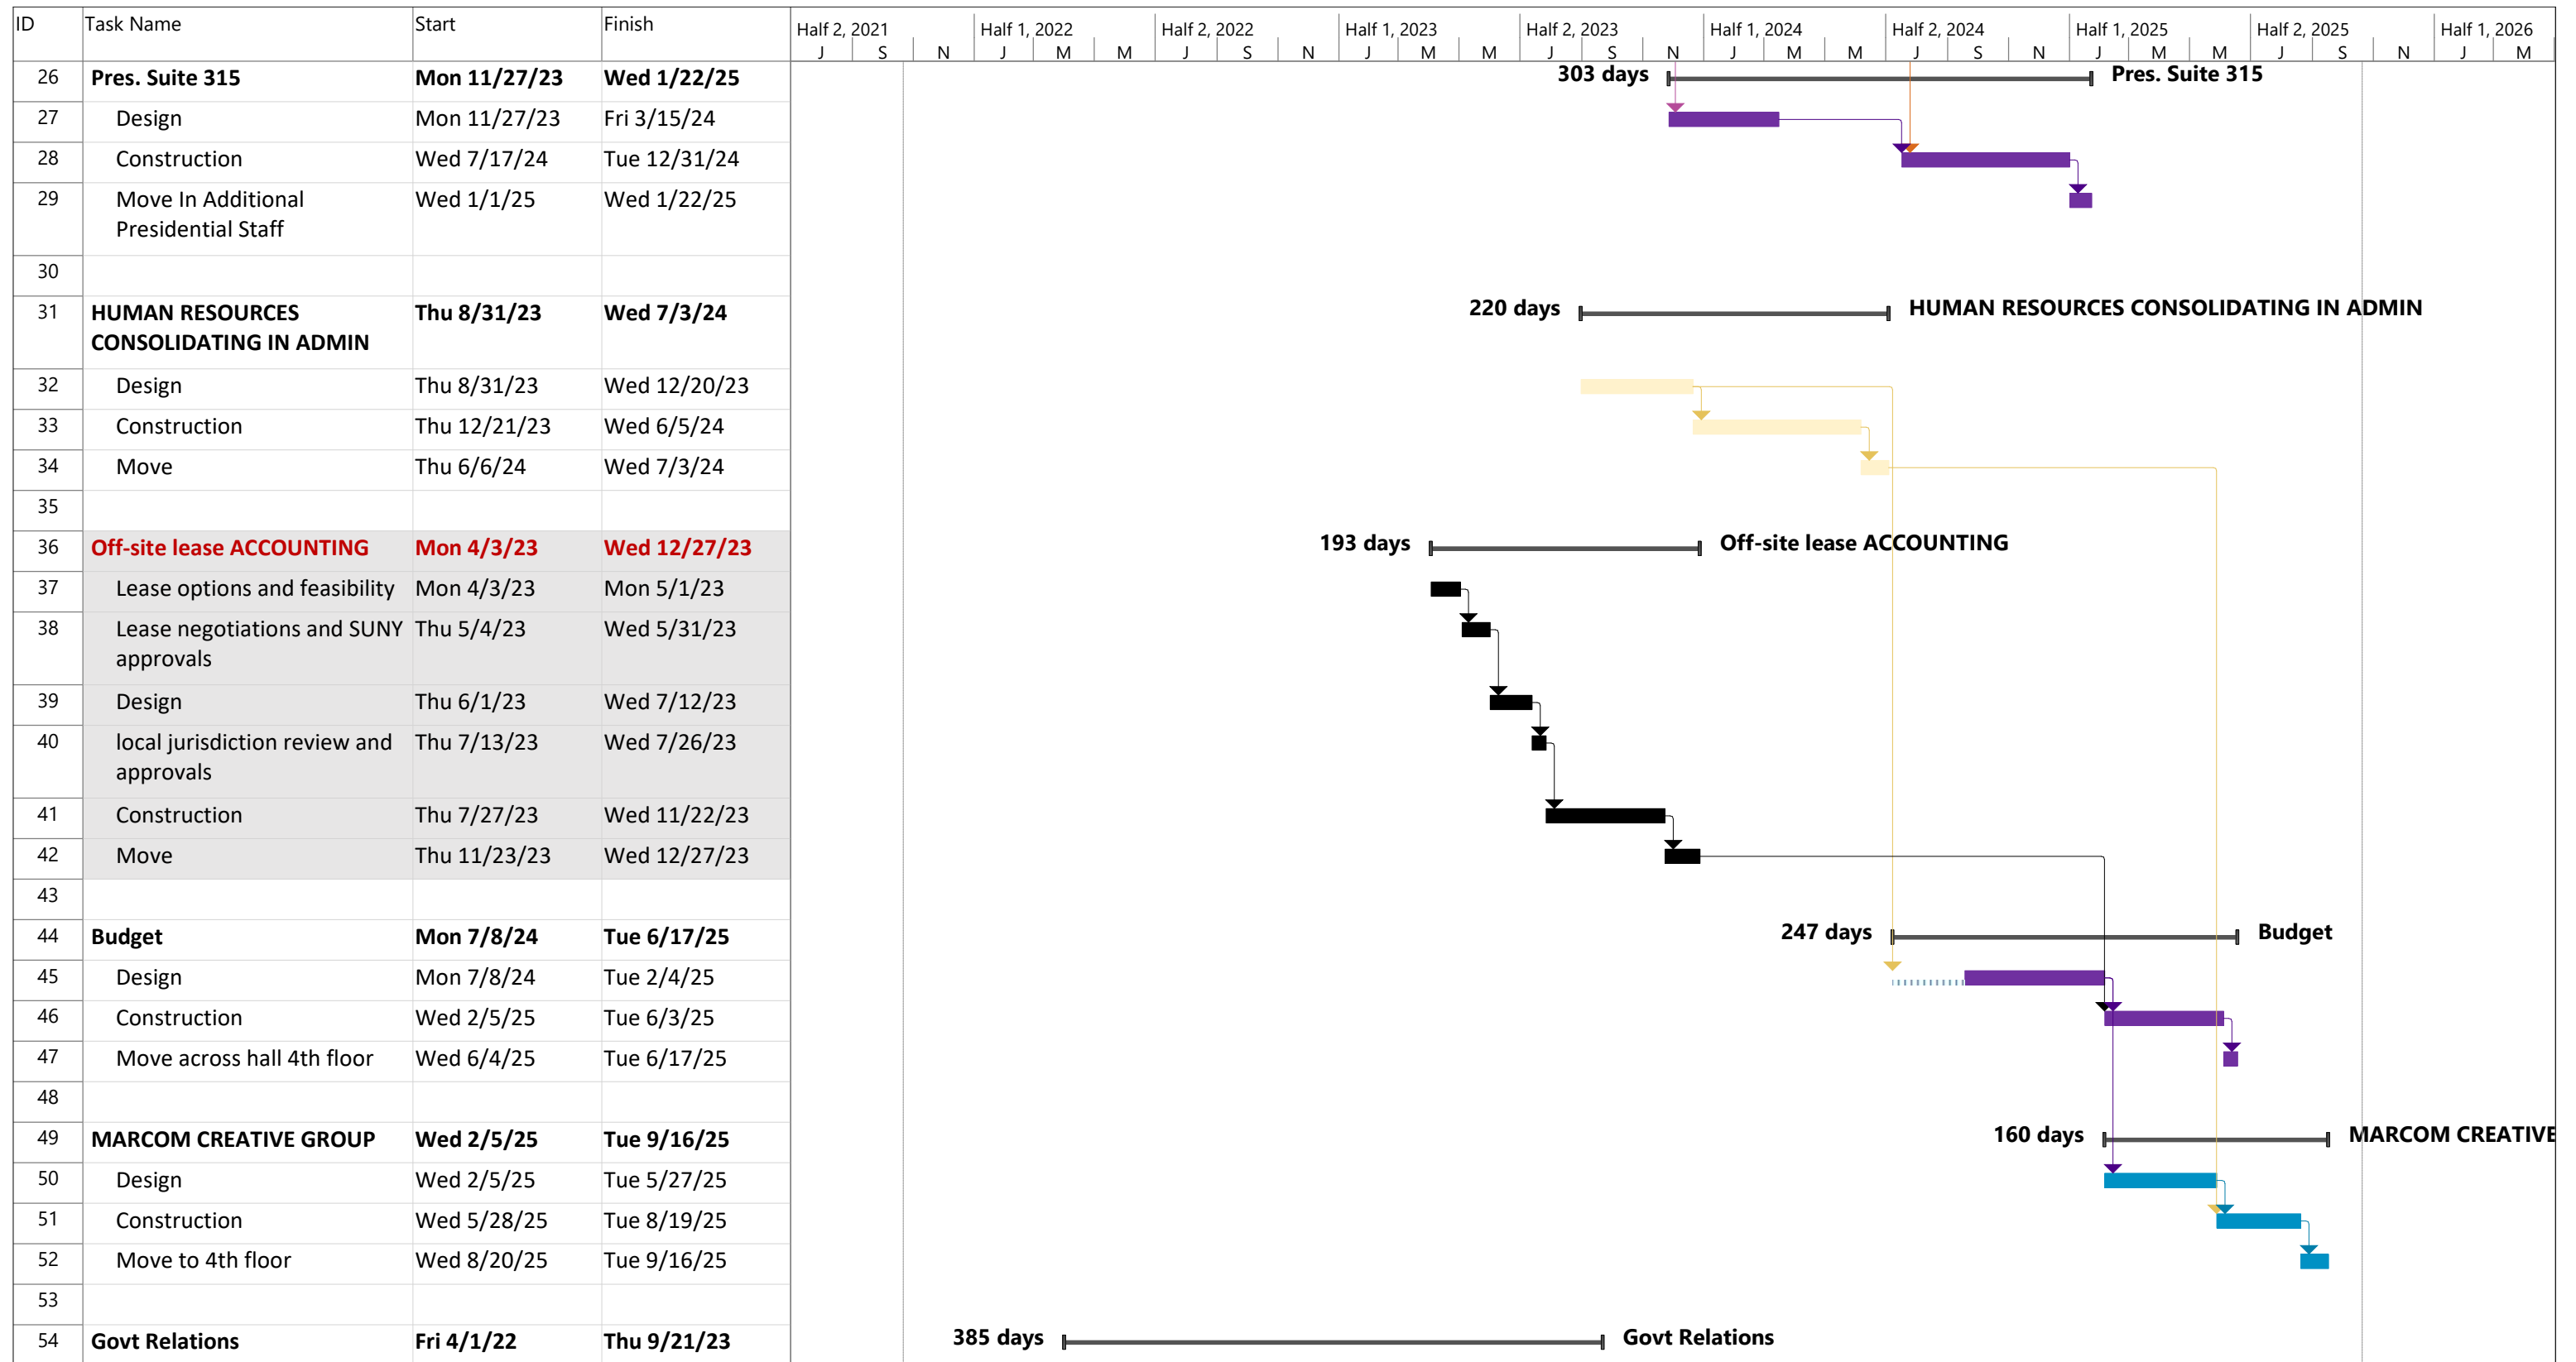 ID Task Name Start Finish Half 2, 2021 Half 1, 2022 Half 2, 2022 Half 1, 2023 Half 2, 2023 Half 1, 2024 Half 2, 2024 Half 1, 2025 Half 2, 2025 Half 1, 2026
J S N J M M J S N J M M J S N J M M J S N J M M J S N J M
26 Pres. Suite 315 Mon 11/27/23 Wed 1/22/25 303 days Pres. Suite 315
27 Design Mon 11/27/23 Fri 3/15/24
28 Construction Wed 7/17/24 Tue 12/31/24
29 Move In Additional Wed 1/1/25 Wed 1/22/25
Presidential Staff
30
31 HUMAN RESOURCES Thu 8/31/23 Wed 7/3/24 220 days HUMAN RESOURCES CONSOLIDATING IN ADMIN
CONSOLIDATING IN ADMIN
32 Design Thu 8/31/23 Wed 12/20/23
33 Construction Thu 12/21/23 Wed 6/5/24
34 Move Thu 6/6/24 Wed 7/3/24
35
36 Off-site lease ACCOUNTING Mon 4/3/23 Wed 12/27/23 193 days Off-site lease ACCOUNTING
37 Lease options and feasibility Mon 4/3/23 Mon 5/1/23
38 Lease negotiations and SUNY Thu 5/4/23 Wed 5/31/23
approvals
39 Design Thu 6/1/23 Wed 7/12/23
40 local jurisdiction review and Thu 7/13/23 Wed 7/26/23
approvals
41 Construction Thu 7/27/23 Wed 11/22/23
42 Move Thu 11/23/23 Wed 12/27/23
43
44 Budget Mon 7/8/24 Tue 6/17/25 247 days Budget
45 Design Mon 7/8/24 Tue 2/4/25
46 Construction Wed 2/5/25 Tue 6/3/25
47 Move across hall 4th floor Wed 6/4/25 Tue 6/17/25
48
49 MARCOM CREATIVE GROUP Wed 2/5/25 Tue 9/16/25 160 days MARCOM CREATIVE
50 Design Wed 2/5/25 Tue 5/27/25
51 Construction Wed 5/28/25 Tue 8/19/25
52 Move to 4th floor Wed 8/20/25 Tue 9/16/25
53
54 Govt Relations Fri 4/1/22 Thu 9/21/23 385 days Govt Relations